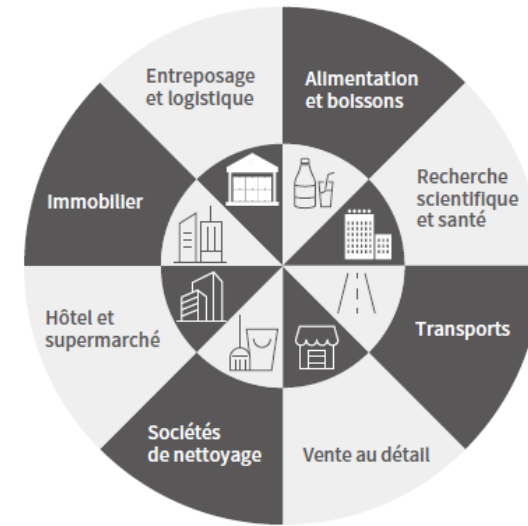 Entreposage
et logistique
Alimentation
et boissons
Recherche
scientifique
et santé
Immobilier
Hôtel et
supermarché
Transports
Sociétés
de nettoyage
Vente au détail